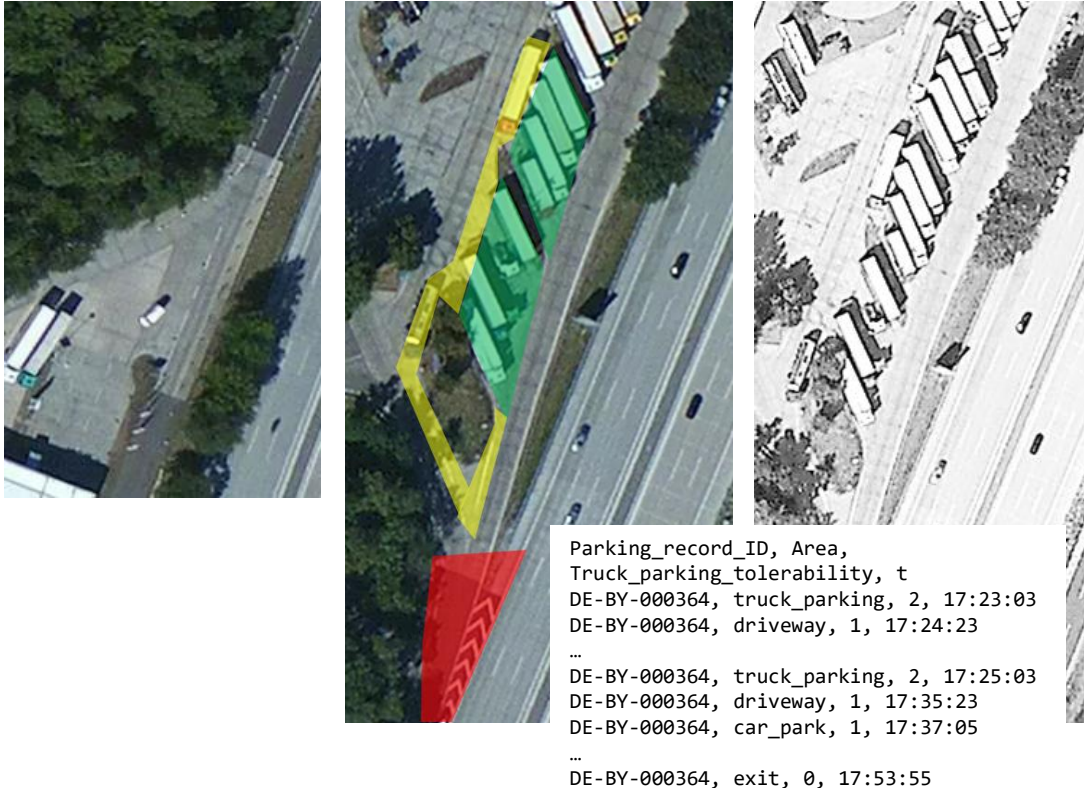 Parking_record_ID, Area,
Truck_parking_tolerability, t
DE-BY-000364, truck_parking, 2, 17:23:03
DE-BY-000364, driveway, 1, 17:24:23
…
DE-BY-000364, truck_parking, 2, 17:25:03
DE-BY-000364, driveway, 1, 17:35:23
DE-BY-000364, car_park, 1, 17:37:05
…
DE-BY-000364, exit, 0, 17:53:55